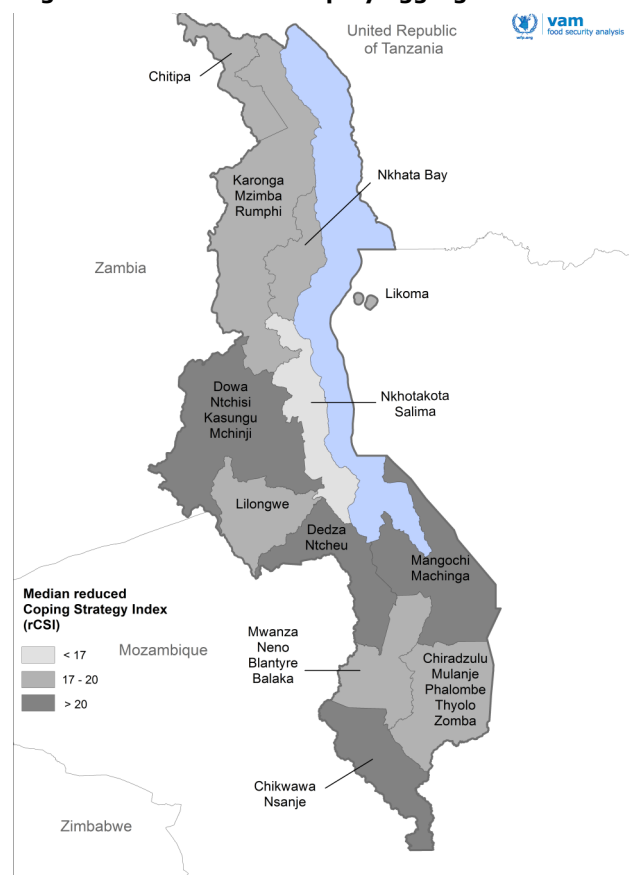 United Republic
of Tanzania
wfp.org
vam
food security analysis
Chitipa
Karonga
Mzimba
Rumphi
Nkhata Bay
Zambia
Likoma
Dowa
Ntchisi
Kasungu
Mchinji
Nkhotakota
Salima
Lilongwe
Dedza
Ntcheu
Mangochi
Machinga
Median reduced
Coping Strategy Index
(rCSI)
< 17
17 - 20
> 20
Mozambique
Mwanza
Neno
Blantyre
Balaka
Chiradzulu
Mulanje
Phalombe
Thyolo
Zomba
Chikwawa
Nsanje
Zimbabwe